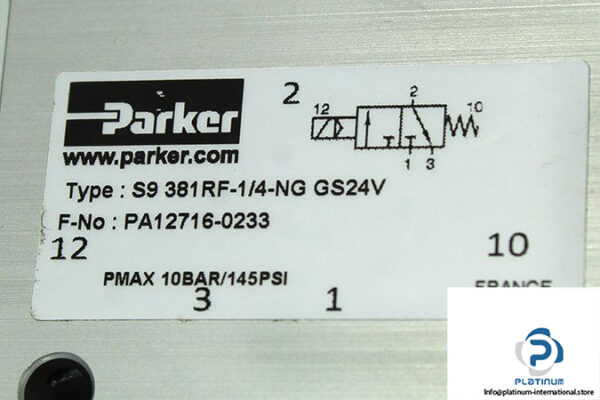 Parker
www.parker.com
2
12 2 10
1 3
Type : S9 381RF-1/4-NG GS24V
F-No : PA12716-0233
12
10
PMAX 10BAR/145PSI
FRANCE
3 1
P
PLATINUM
Info@platinum-international.store